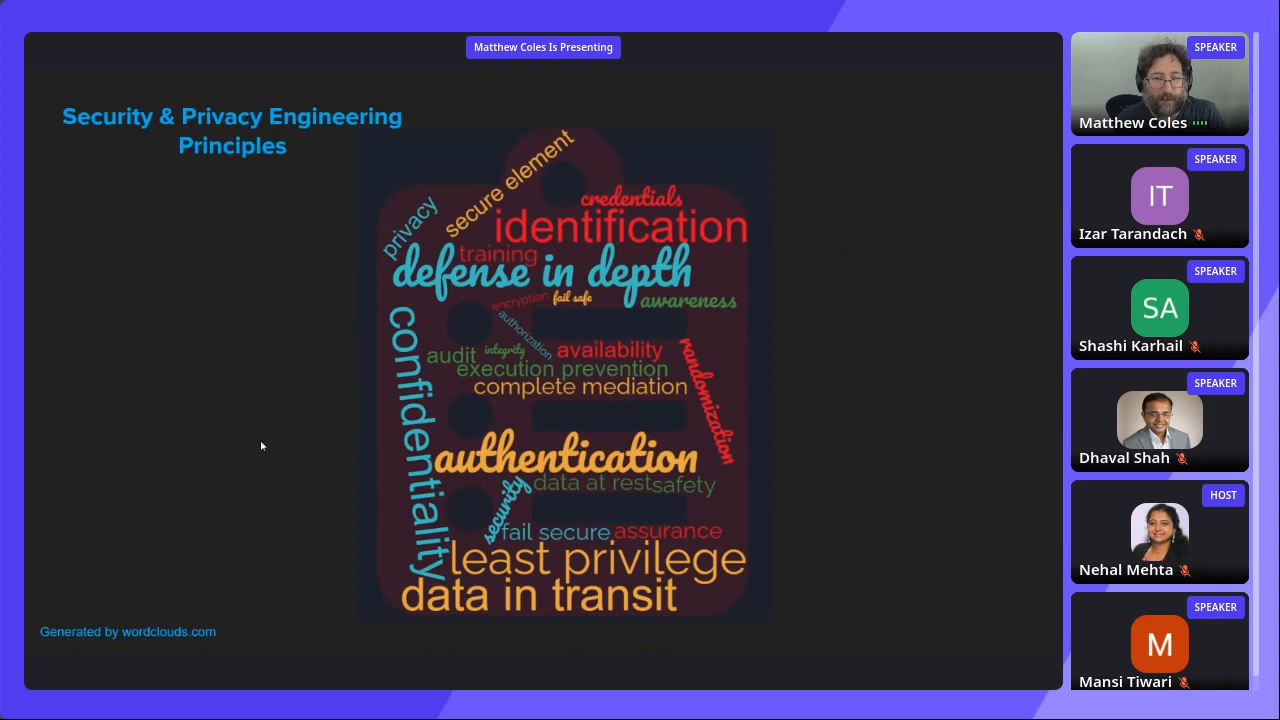 Matthew Coles Is Presenting
Security & Privacy Engineering
Principles
secure element
privacy
credentials
identification
training
defense in depth
encryption
fail safe
awareness
authorization
confidentiality
audit
integrity
availability
randomization
execution prevention
complete mediation
authentication
security
data at rest
safety
fail secure
assurance
least privilege
data in transit
Generated by wordclouds.com
SPEAKER
Matthew Coles
SPEAKER
IT
Izar Tarandach
SPEAKER
SA
Shashi Karhail
SPEAKER
Dhaval Shah
HOST
Nehal Mehta
SPEAKER
M
Mansi Tiwari